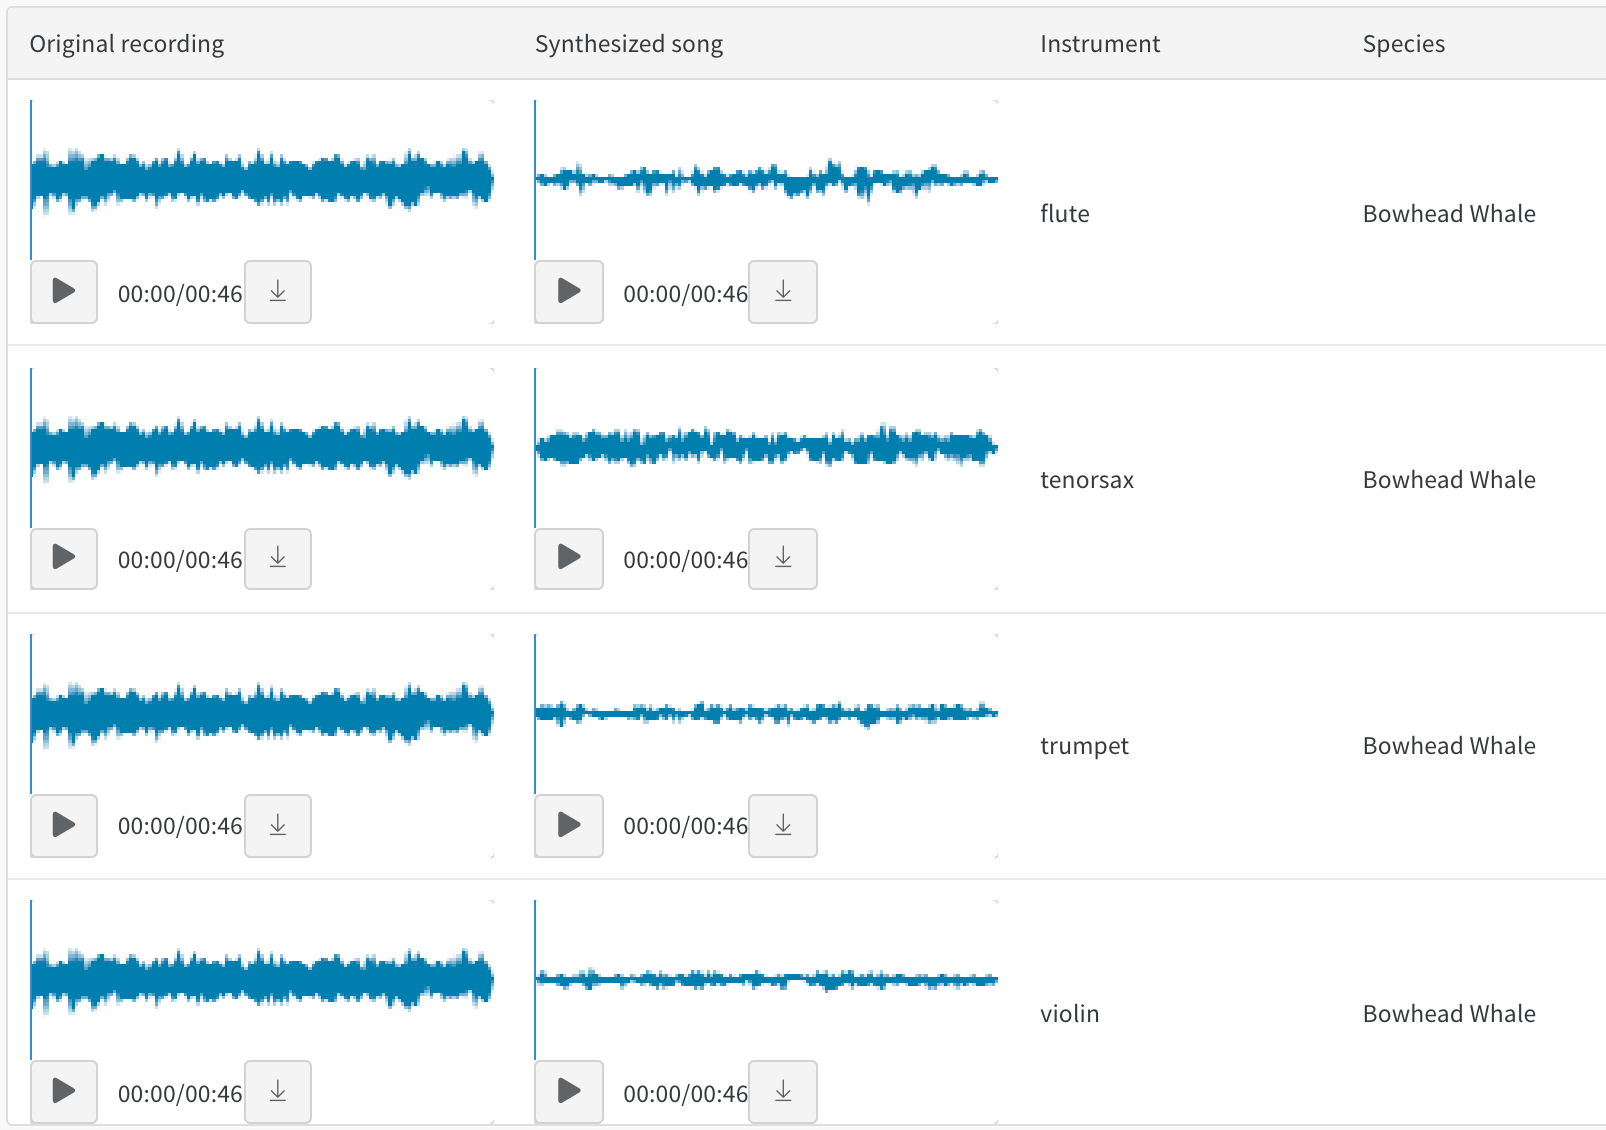 Original recording Synthesized song Instrument Species
flute Bowhead Whale
00:00/00:46 00:00/00:46
tenorsax Bowhead Whale
00:00/00:46 00:00/00:46
trumpet Bowhead Whale
00:00/00:46 00:00/00:46
violin Bowhead Whale
00:00/00:46 00:00/00:46